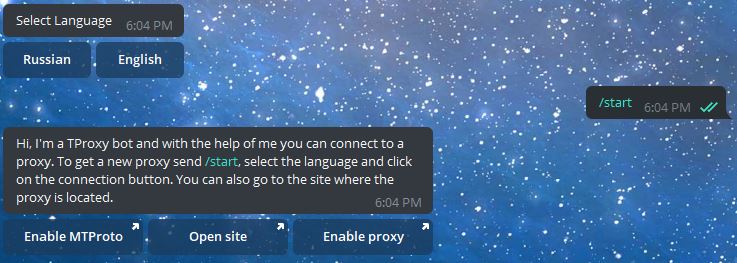 Select Language 6:04 PM
Russian English
/start 6:04 PM
Hi, I'm a TProxy bot and with the help of me you can connect to a
proxy. To get a new proxy send /start, select the language and click
on the connection button. You can also go to the site where the
proxy is located.
6:04 PM
Enable MTProto Open site Enable proxy